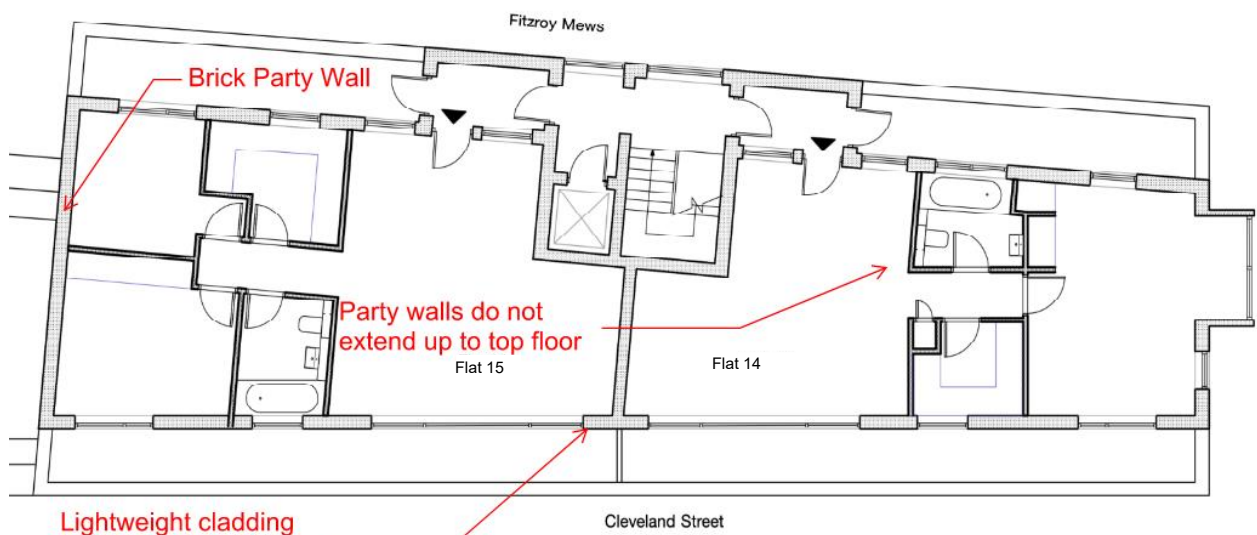 Fitzroy Mews
Brick Party Wall
Party walls do not
extend up to top floor
Flat 15
Flat 14
Lightweight cladding
Cleveland Street